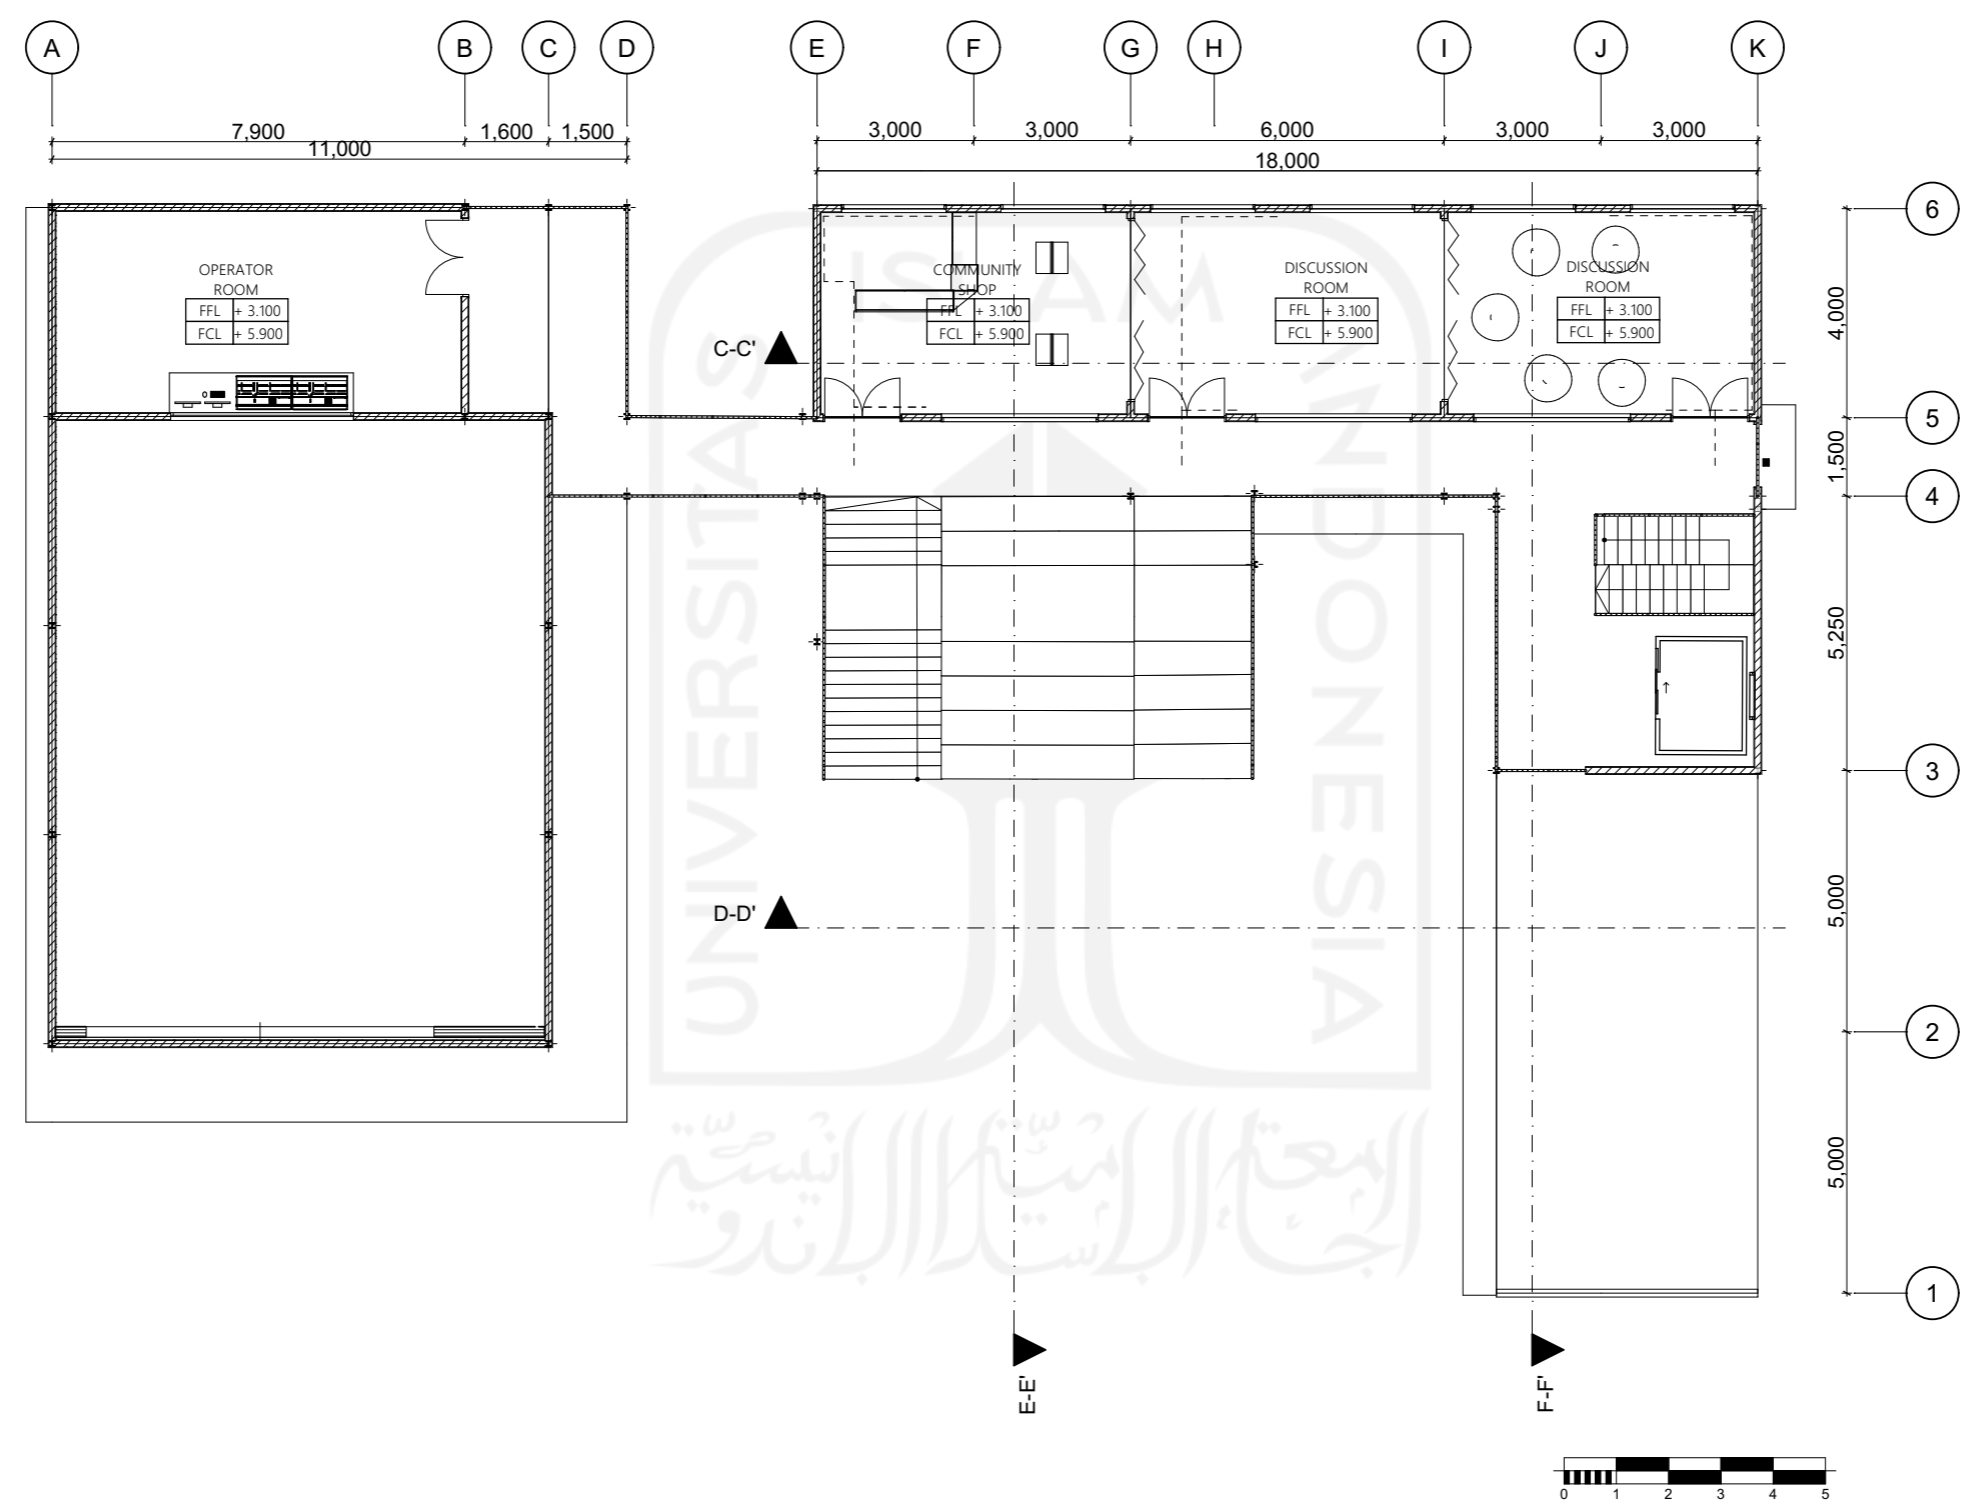 A B C D E F G H I J K
7,900 1,600 1,500 3,000 3,000 6,000 3,000 3,000
11,000 18,000
6
OPERATOR
ROOM
FFL + 3.100
FCL + 5.900
COMMUNITY
SHOP
FFL + 3.100
FCL + 5.900
DISCUSSION
ROOM
FFL + 3.100
FCL + 5.900
DISCUSSION
ROOM
FFL + 3.100
FCL + 5.900
4,000
C-C'
5
1,500
4
5,250
3
5,000
D-D'
2
5,000
1
E-E'
F-F'
0 1 2 3 4 5
UNIVERSITAS
ISLAM
INDONESIA